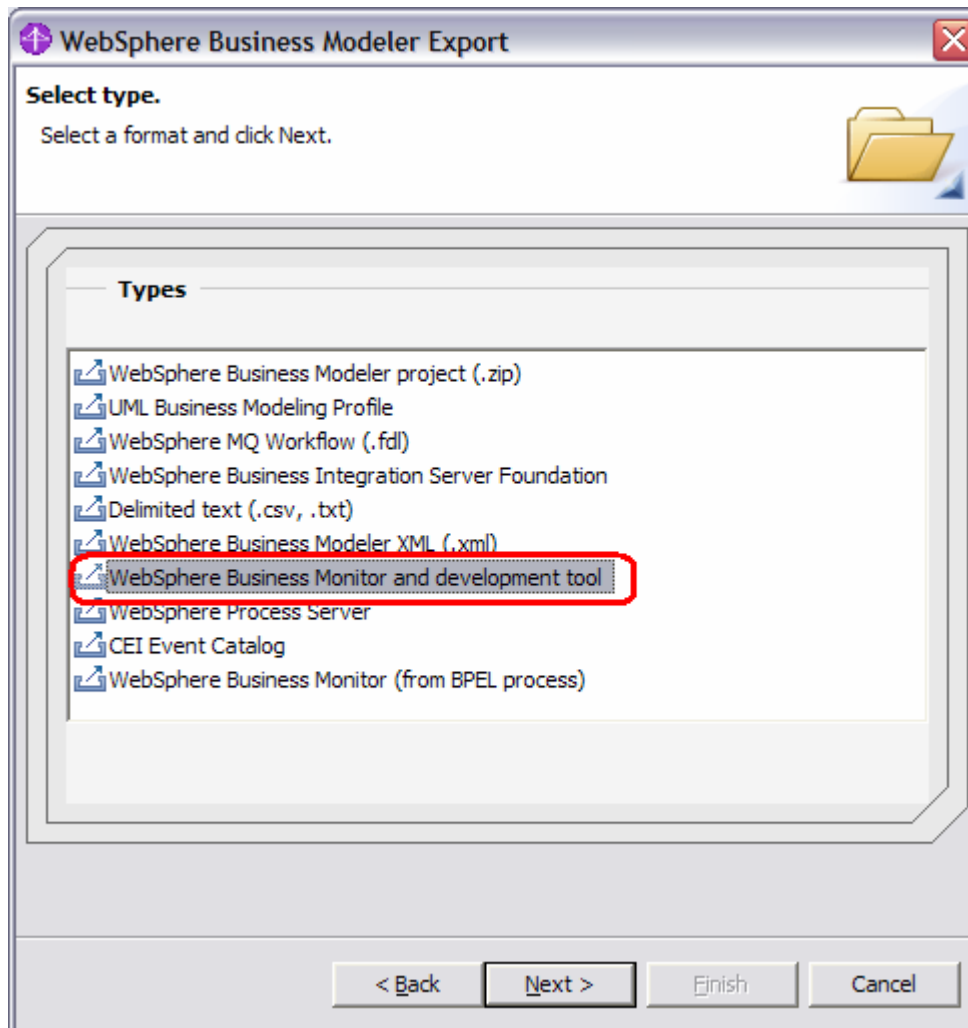 WebSphere Business Modeler Export
Select type.
Select a format and click Next.
Types
WebSphere Business Modeler project (.zip)
UML Business Modeling Profile
WebSphere MQ Workflow (.fdl)
WebSphere Business Integration Server Foundation
Delimited text (.csv, .txt)
WebSphere Business Modeler XML (.xml)
WebSphere Business Monitor and development tool
WebSphere Process Server
CEI Event Catalog
WebSphere Business Monitor (from BPEL process)
< Back Next > Finish Cancel